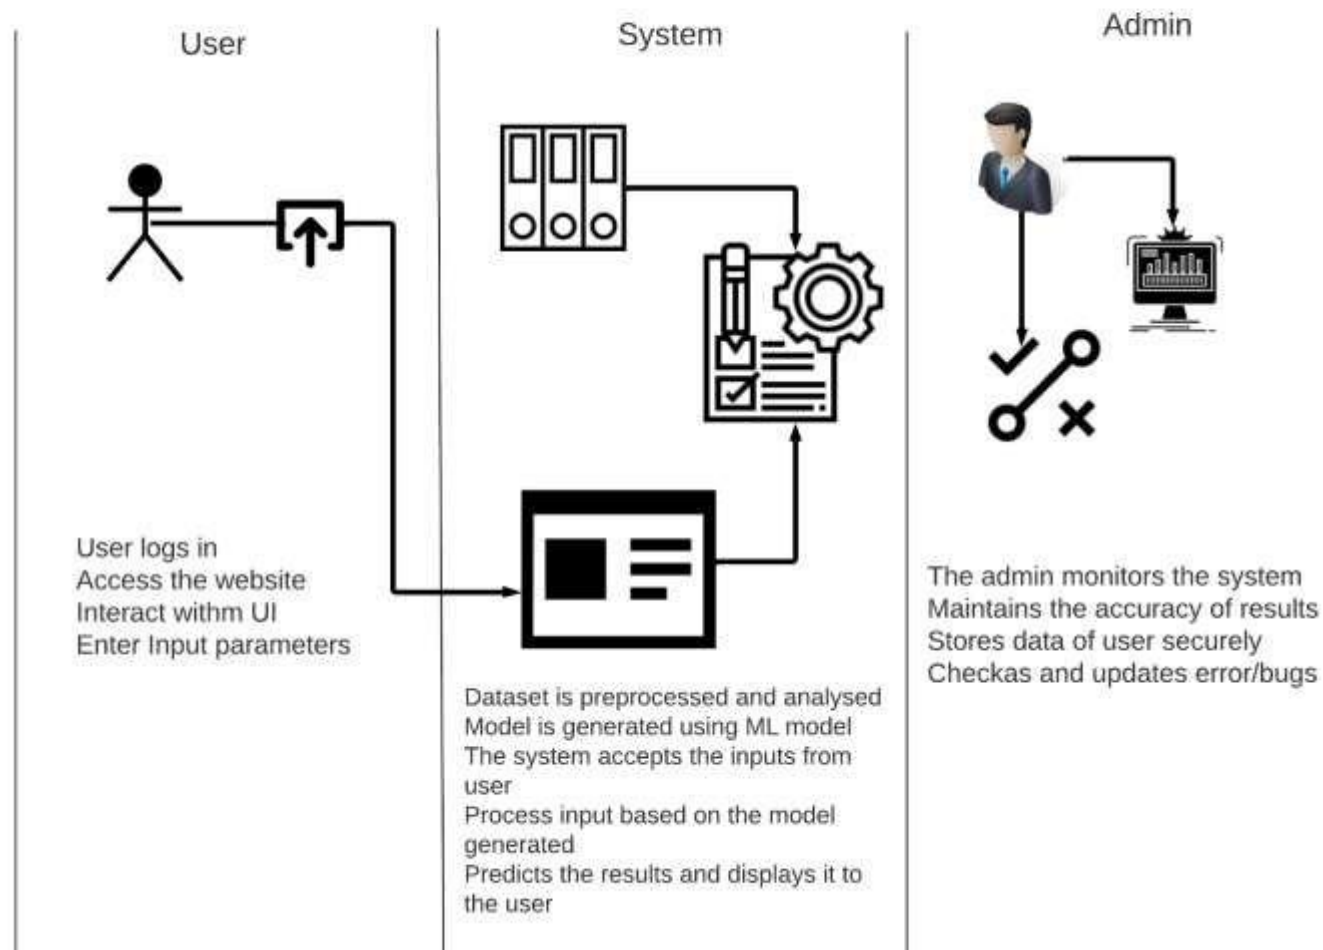 User
System
Admin
User logs in
Access the website
Interact withm UI
Enter Input parameters
Dataset is preprocessed and analysed
Model is generated using ML model
The system accepts the inputs from
user
Process input based on the model
generated
Predicts the results and displays it to
the user
The admin monitors the system
Maintains the accuracy of results
Stores data of user securely
Checkas and updates error/bugs